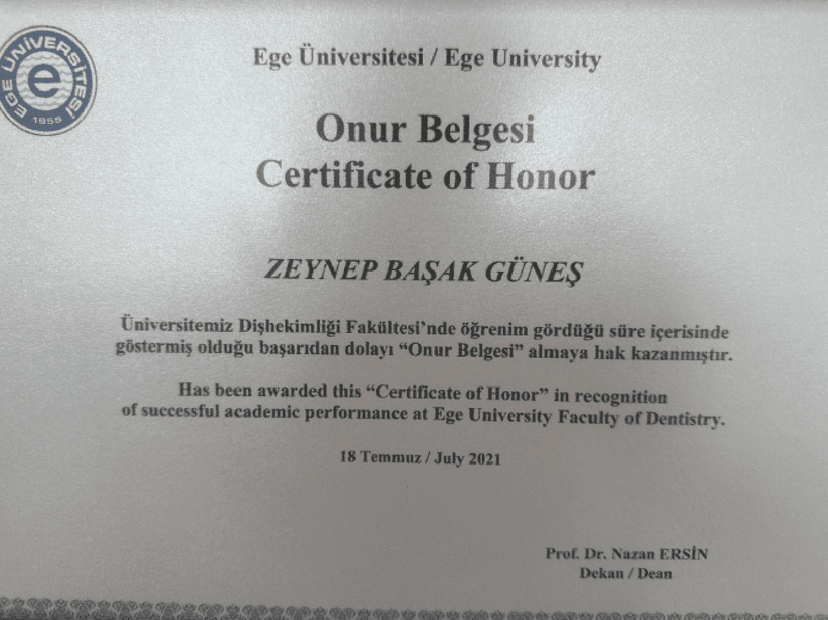 EGE ÜNİVERSİTESİ
e
1955
Ege Üniversitesi / Ege University
Onur Belgesi
Certificate of Honor
ZEYNEP BAŞAK GÜNEŞ
Üniversitemiz Dişhekimliği Fakültesi’nde öğrenim gördüğü süre içerisinde
göstermiş olduğu başarıdan dolayı “Onur Belgesi” almaya hak kazanmıştır.
Has been awarded this “Certificate of Honor” in recognition
of successful academic performance at Ege University Faculty of Dentistry.
18 Temmuz / July 2021
Prof. Dr. Nazan ERSİN
Dekan / Dean